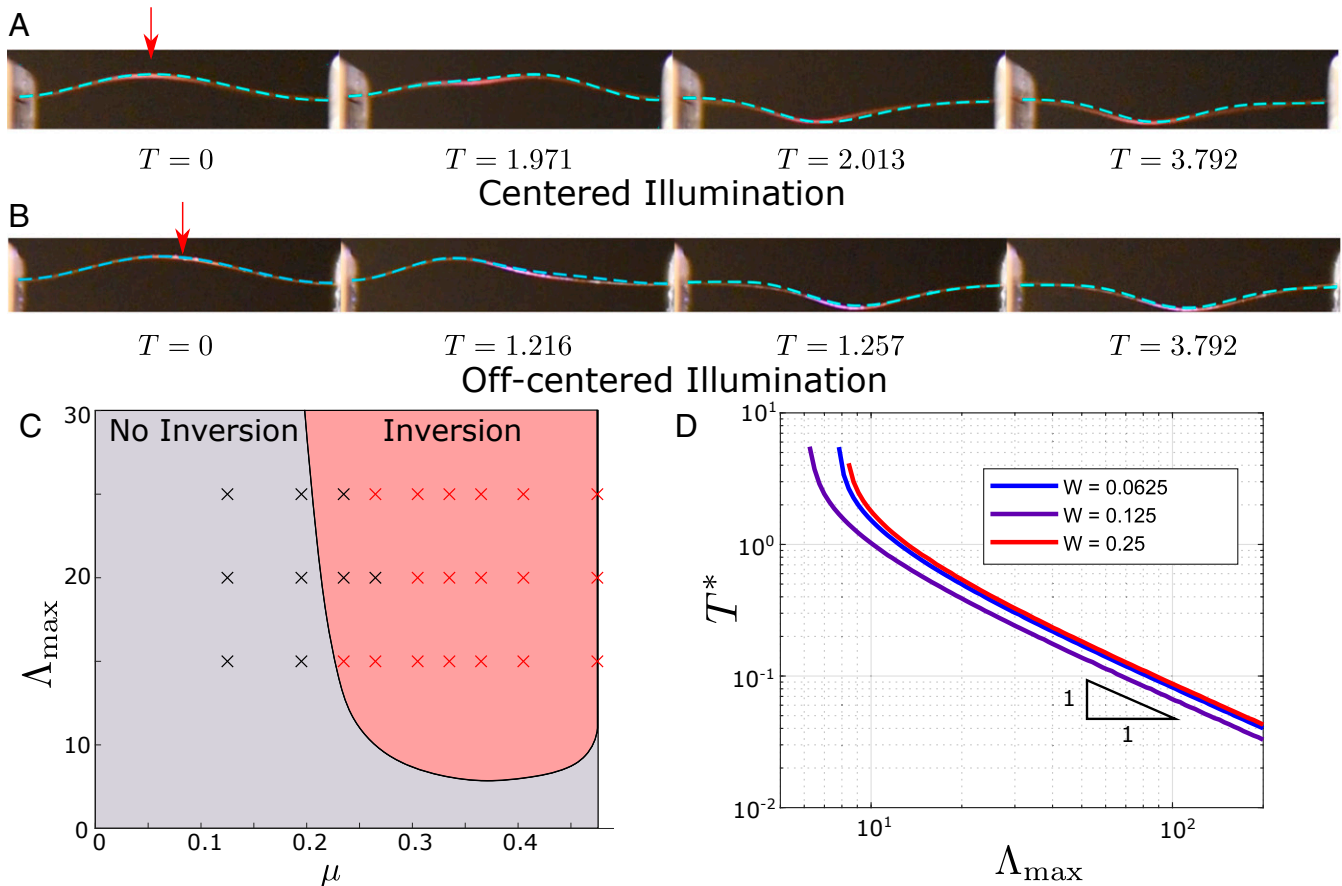 A
T = 0 T = 1.971 T = 2.013 T = 3.792
Centered Illumination
B
T = 0 T = 1.216 T = 1.257 T = 3.792
Off-centered Illumination
C
No Inversion Inversion
30
20
10
0
0 0.1 0.2 0.3 0.4
Λmax
μ
D
10^1
10^0
10^-1
10^-2
T*
W = 0.0625
W = 0.125
W = 0.25
1
1
10^1 10^2
Λmax